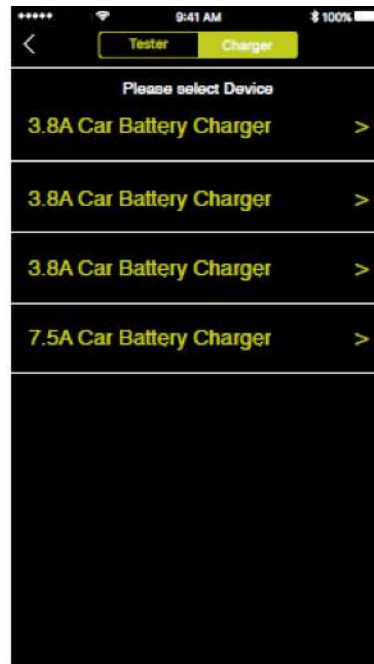 9:41 AM 100%
< Tester Charger
Please select Device
3.8A Car Battery Charger >
3.8A Car Battery Charger >
3.8A Car Battery Charger >
7.5A Car Battery Charger >